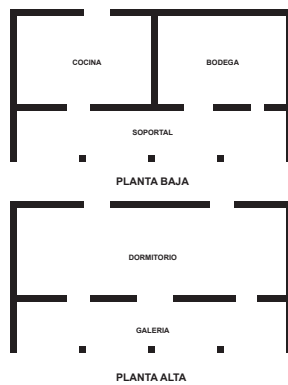 COCINA
BODEGA
SOPORTAL
PLANTA BAJA
DORMITORIO
GALERIA
PLANTA ALTA